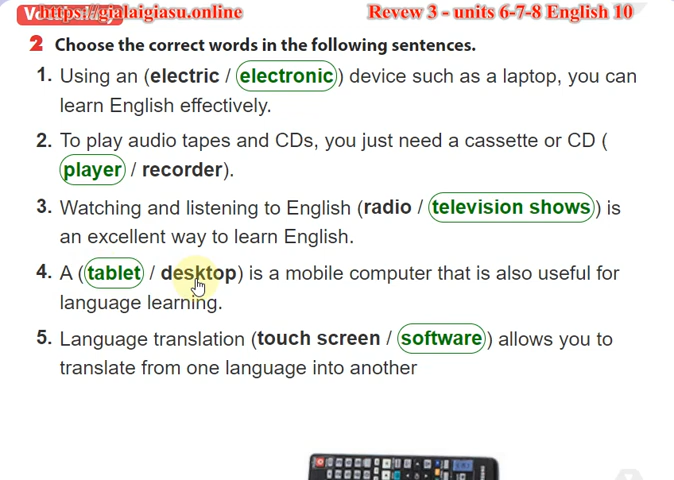 Vocabulary https://gialaigiasu.online Revew 3 - units 6-7-8 English 10
2 Choose the correct words in the following sentences.
1. Using an (electric / electronic) device such as a laptop, you can
learn English effectively.
2. To play audio tapes and CDs, you just need a cassette or CD (
player / recorder).
3. Watching and listening to English (radio / television shows) is
an excellent way to learn English.
4. A (tablet / desktop) is a mobile computer that is also useful for
language learning.
5. Language translation (touch screen / software) allows you to
translate from one language into another